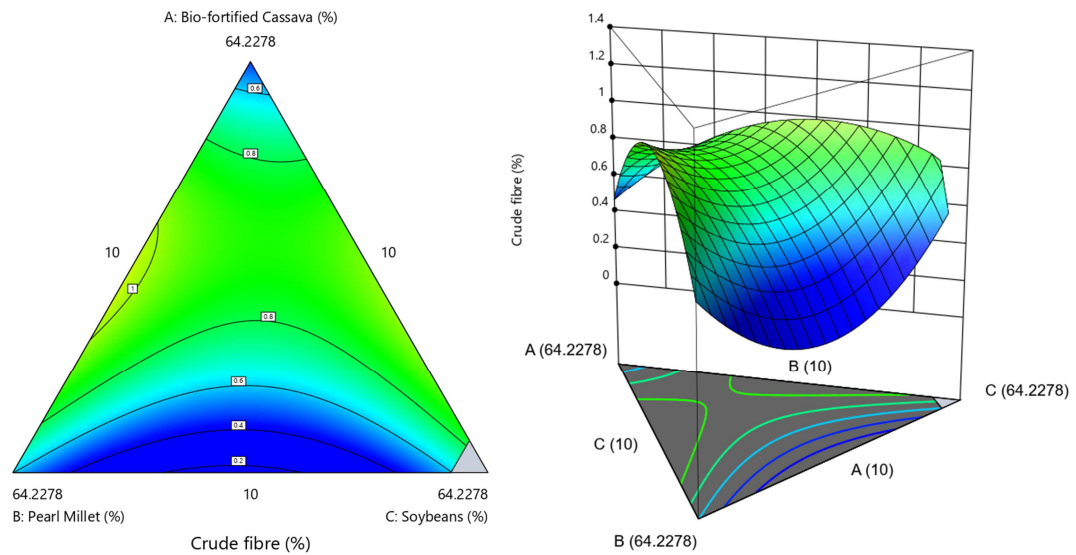 A: Bio-fortified Cassava (%)
64.2278
0.6
0.8
10
10
1
0.8
0.6
0.4
0.2
64.2278
10
64.2278
B: Pearl Millet (%)
C: Soybeans (%)
Crude fibre (%)
1.4
1.2
1
0.8
0.6
0.4
0.2
0
Crude fibre (%)
A (64.2278)
B (10)
C (64.2278)
C (10)
A (10)
B (64.2278)